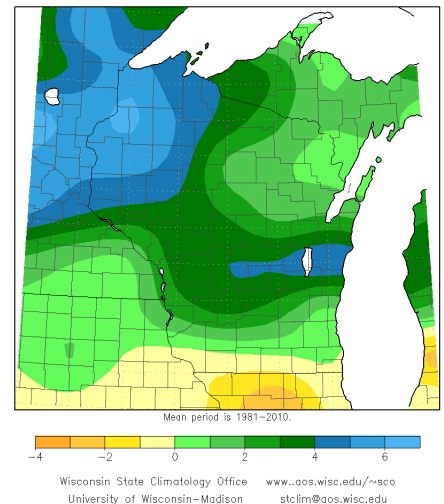 Mean period is 1981-2010.
-4 -2 0 2 4 6
Wisconsin State Climatology Office www.aos.wisc.edu/~sco
University of Wisconsin-Madison stclim@aos.wisc.edu